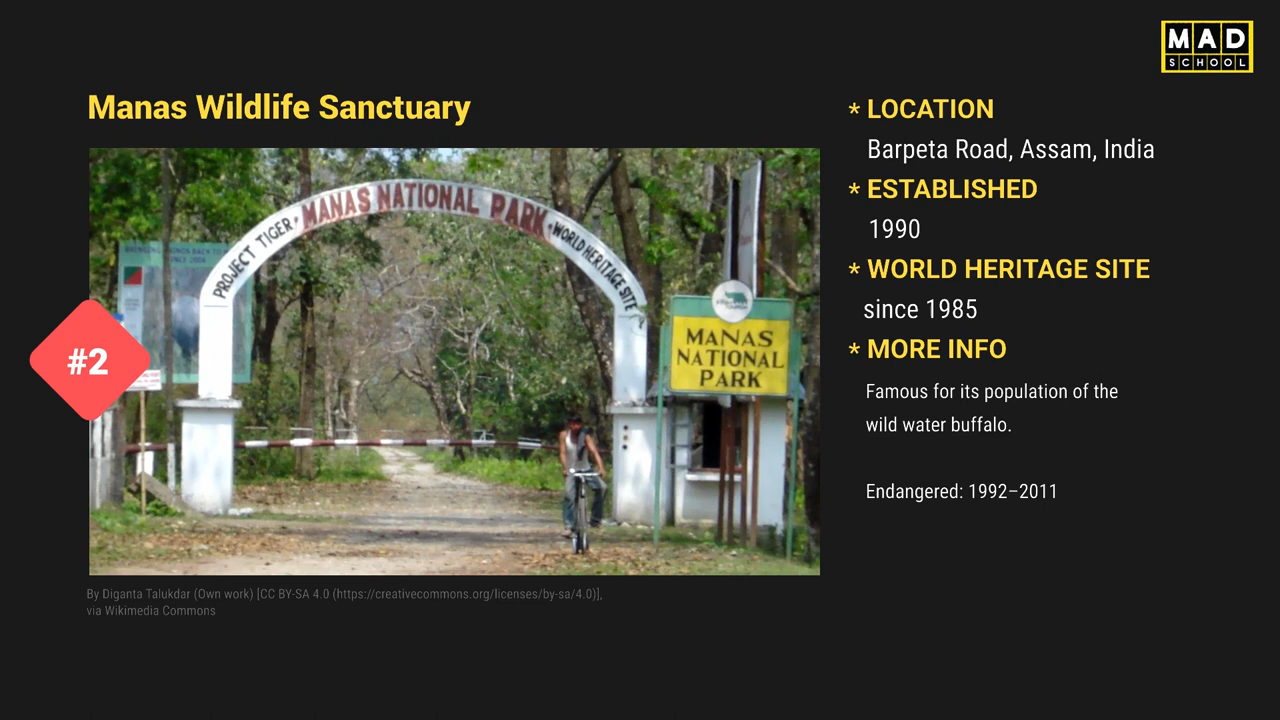 MAD
SCHOOL
Manas Wildlife Sanctuary
PROJECT TIGER · MANAS NATIONAL PARK · WORLD HERITAGE SITE
MANAS
NATIONAL
PARK
#2
By Diganta Talukdar (Own work) [CC BY-SA 4.0 (https://creativecommons.org/licenses/by-sa/4.0)],
via Wikimedia Commons
* LOCATION
Barpeta Road, Assam, India
* ESTABLISHED
1990
* WORLD HERITAGE SITE
since 1985
* MORE INFO
Famous for its population of the
wild water buffalo.
Endangered: 1992–2011